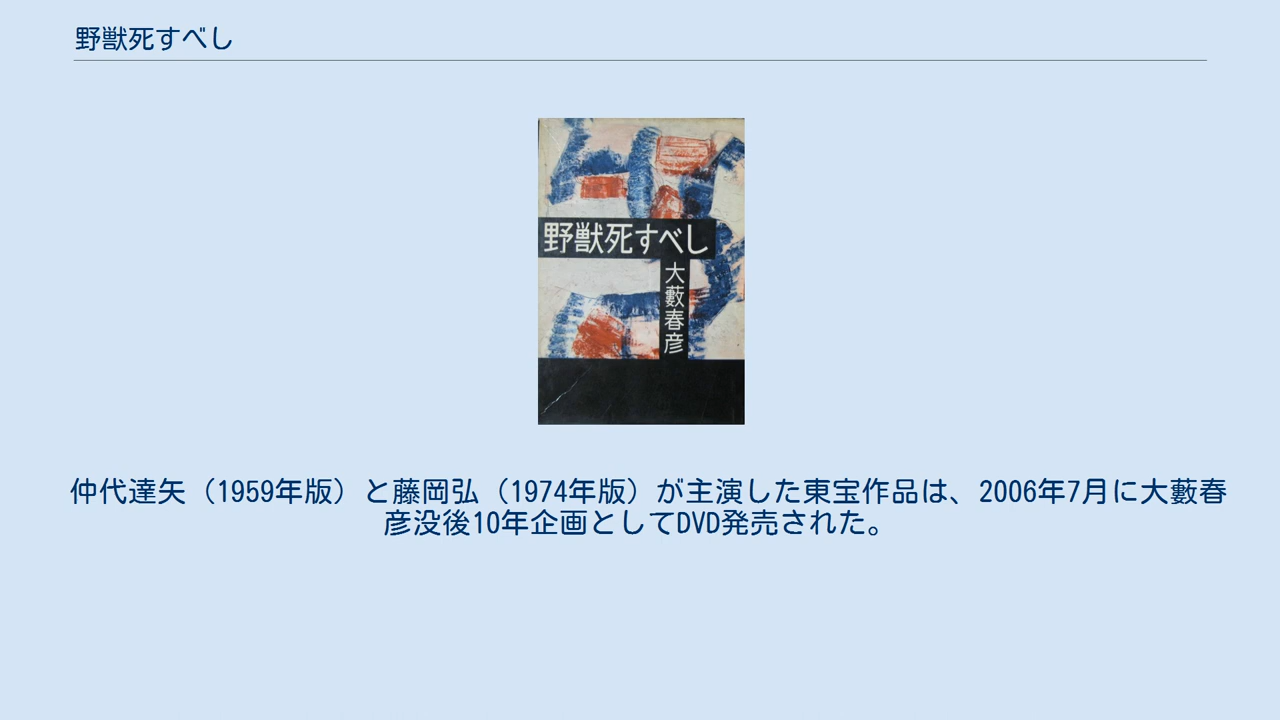 野獣死すべし
野獣死すべし
大藪春彦
仲代達矢（1959年版）と藤岡弘（1974年版）が主演した東宝作品は、2006年7月に大藪春
彦没後10年企画としてDVD発売された。